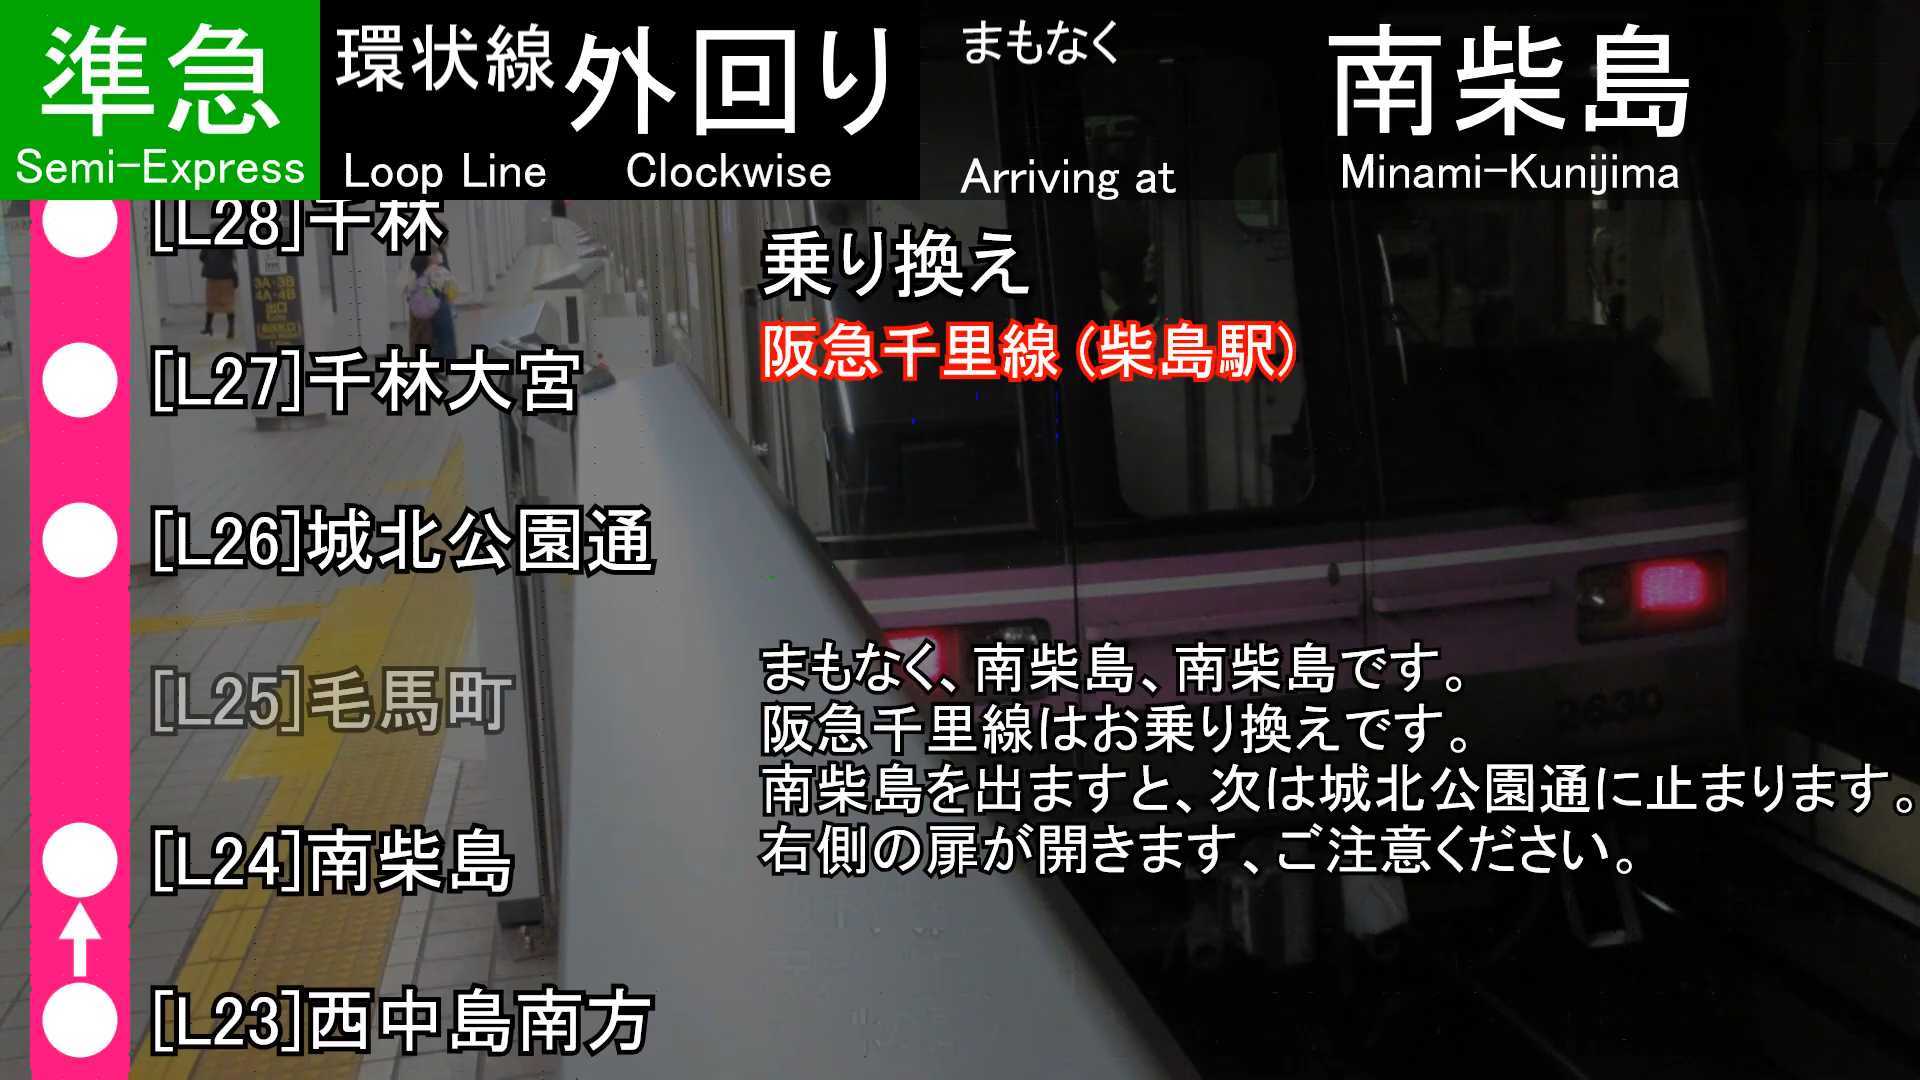 準急
Semi-Express
環状線 外回り
Loop Line Clockwise
まもなく
Arriving at
南柴島
Minami-Kunijima
[L28]千林
[L27]千林大宮
[L26]城北公園通
[L25]毛馬町
[L24]南柴島
[L23]西中島南方
乗り換え
阪急千里線(柴島駅)
まもなく、南柴島、南柴島です。
阪急千里線はお乗り換えです。
南柴島を出ますと、次は城北公園通に止まります。
右側の扉が開きます、ご注意ください。
3A・3B
4A・4B
出口